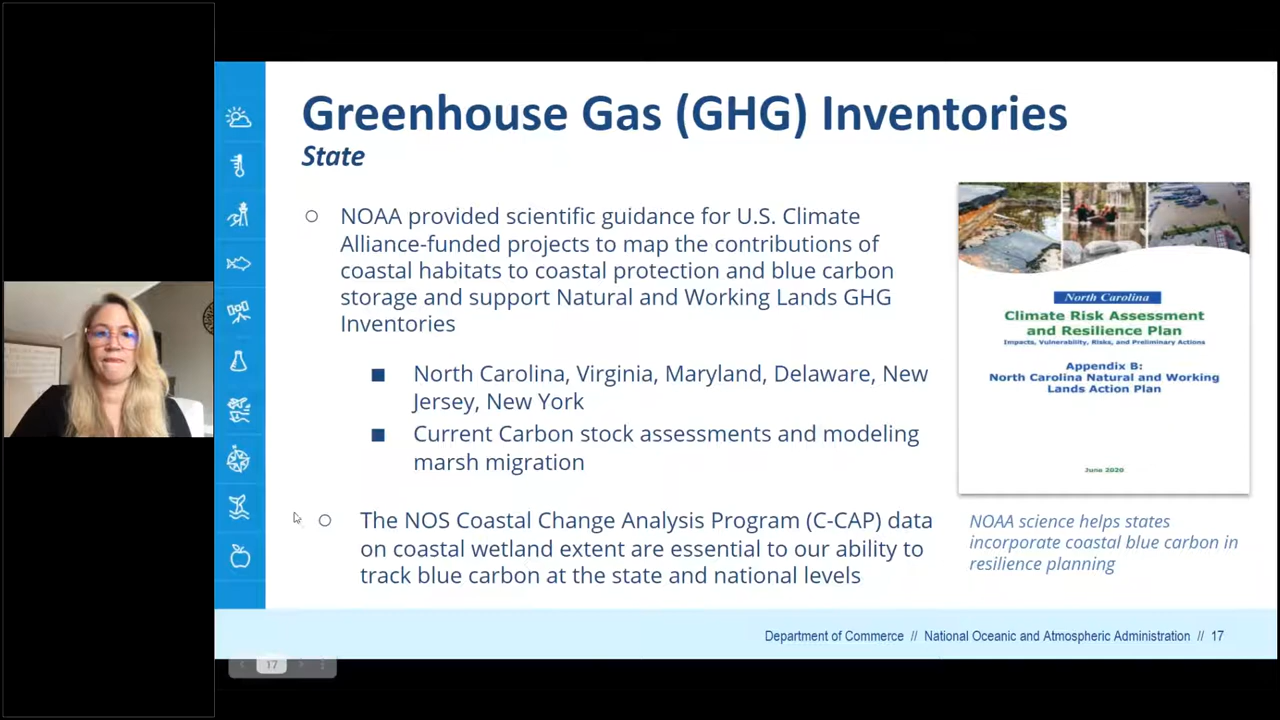 Greenhouse Gas (GHG) Inventories
State
NOAA provided scientific guidance for U.S. Climate
Alliance-funded projects to map the contributions of
coastal habitats to coastal protection and blue carbon
storage and support Natural and Working Lands GHG
Inventories
North Carolina, Virginia, Maryland, Delaware, New
Jersey, New York
Current Carbon stock assessments and modeling
marsh migration
The NOS Coastal Change Analysis Program (C-CAP) data
on coastal wetland extent are essential to our ability to
track blue carbon at the state and national levels
North Carolina
Climate Risk Assessment
and Resilience Plan
Impacts, Vulnerability, Risks, and Preliminary Actions
Appendix B:
North Carolina Natural and Working
Lands Action Plan
June 2020
NOAA science helps states
incorporate coastal blue carbon in
resilience planning
Department of Commerce // National Oceanic and Atmospheric Administration // 17
17